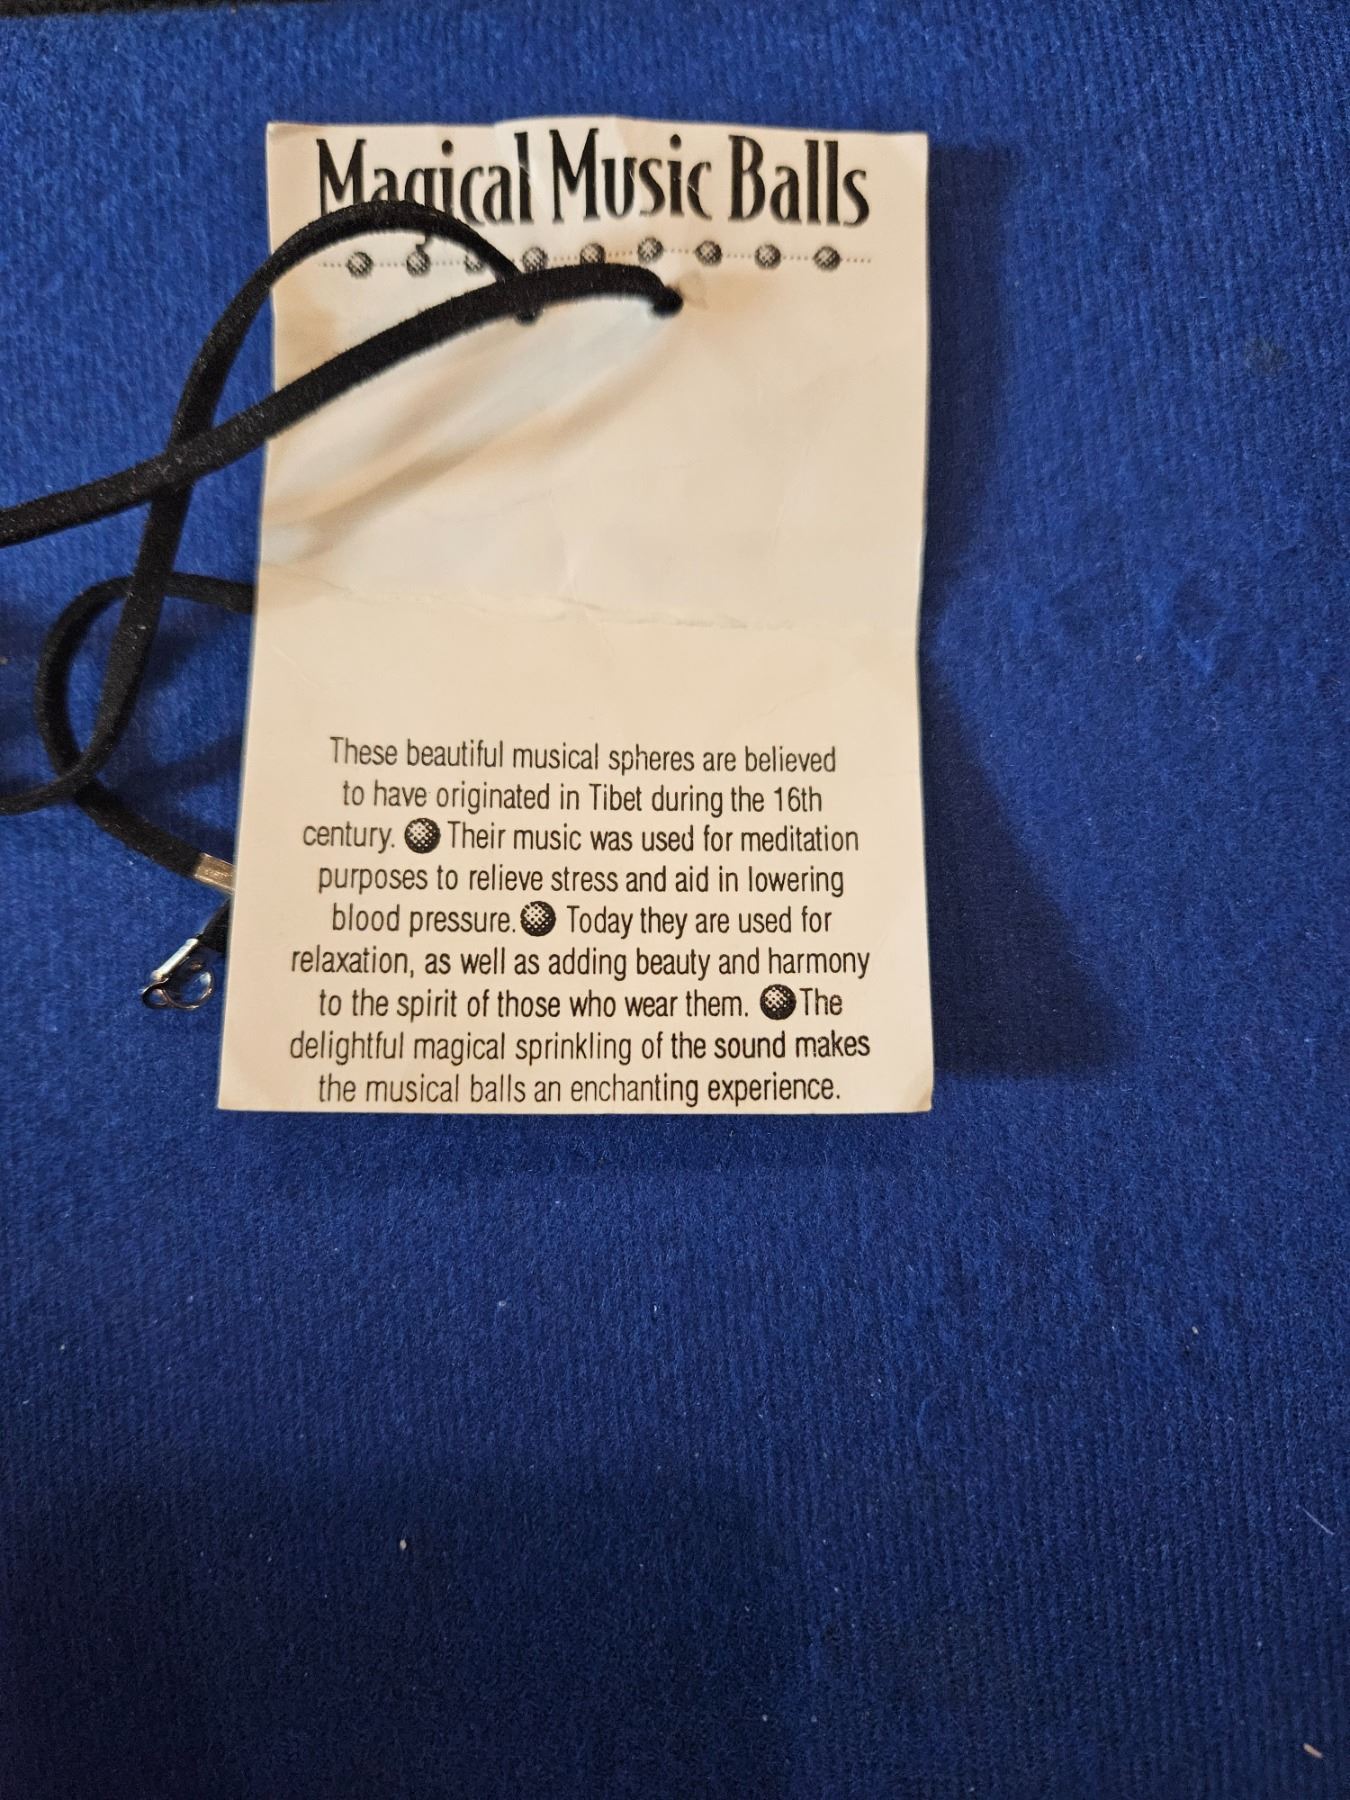 Magical Music Balls
These beautiful musical spheres are believed
to have originated in Tibet during the 16th
century. Their music was used for meditation
purposes to relieve stress and aid in lowering
blood pressure. Today they are used for
relaxation, as well as adding beauty and harmony
to the spirit of those who wear them. The
delightful magical sprinkling of the sound makes
the musical balls an enchanting experience.